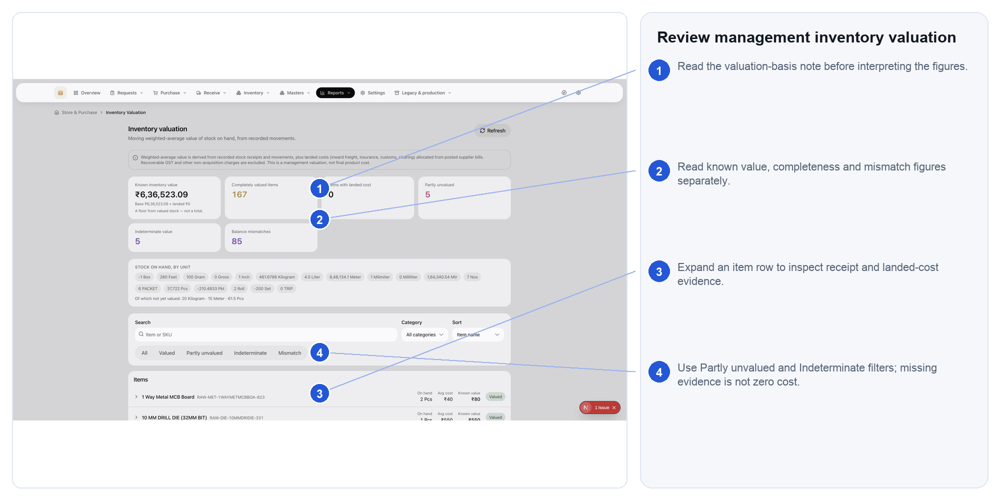 Overview Requests Purchase Receive Inventory Masters Reports Settings Legacy & production
Store & Purchase > Inventory Valuation
Inventory valuation
Refresh
Moving weighted-average value of stock on hand, from recorded movements.
Weighted-average value is derived from recorded stock receipts and movements, plus landed costs (inward freight, insurance, customs, clearing) allocated from posted supplier bills.
Recoverable GST and other non-acquisition charges are excluded. This is a management valuation, not final product cost.
Known inventory value
₹6,36,523.09
Base ₹6,36,523.09 + landed ₹0
A floor from valued stock — not a total.
Completely valued items
167
with landed cost
0
Partly unvalued
5
Indeterminate value
5
Balance mismatches
85
1
2
STOCK ON HAND, BY UNIT
-1 Box 280 Feet 100 Gram 0 Gross 1 Inch 461.6786 Kilogram 4.5 Liter 8,48,134.1 Meter 1 Milimiter 0 Milliliter 1,64,340.54 Mtr 7 Nos
6 PACKET 37,722 Pcs -210.4833 Pkt 2 Roll -200 Set 0 TRIP
Of which not yet valued: 20 Kilogram · 15 Meter · 61.5 Pcs
Search Category Sort
Item or SKU All categories Item name
All Valued Partly unvalued Indeterminate Mismatch
4
Items
1 Way Metal MCB Board RAW-MET-1WAYMETMCBBOA-823
3
On hand Avg cost Known value
2 Pcs ₹40 ₹80 Valued
10 MM DRILL DIE (32MM BIT) RAW-DIE-10MMDRIDIE-331
On hand Avg cost Known value
1 Pcs ₹550 ₹550 Valued
N 1 Issue
Review management inventory valuation
1 Read the valuation-basis note before interpreting the figures.
2 Read known value, completeness and mismatch figures
separately.
3 Expand an item row to inspect receipt and landed-cost
evidence.
4 Use Partly unvalued and Indeterminate filters; missing
evidence is not zero cost.